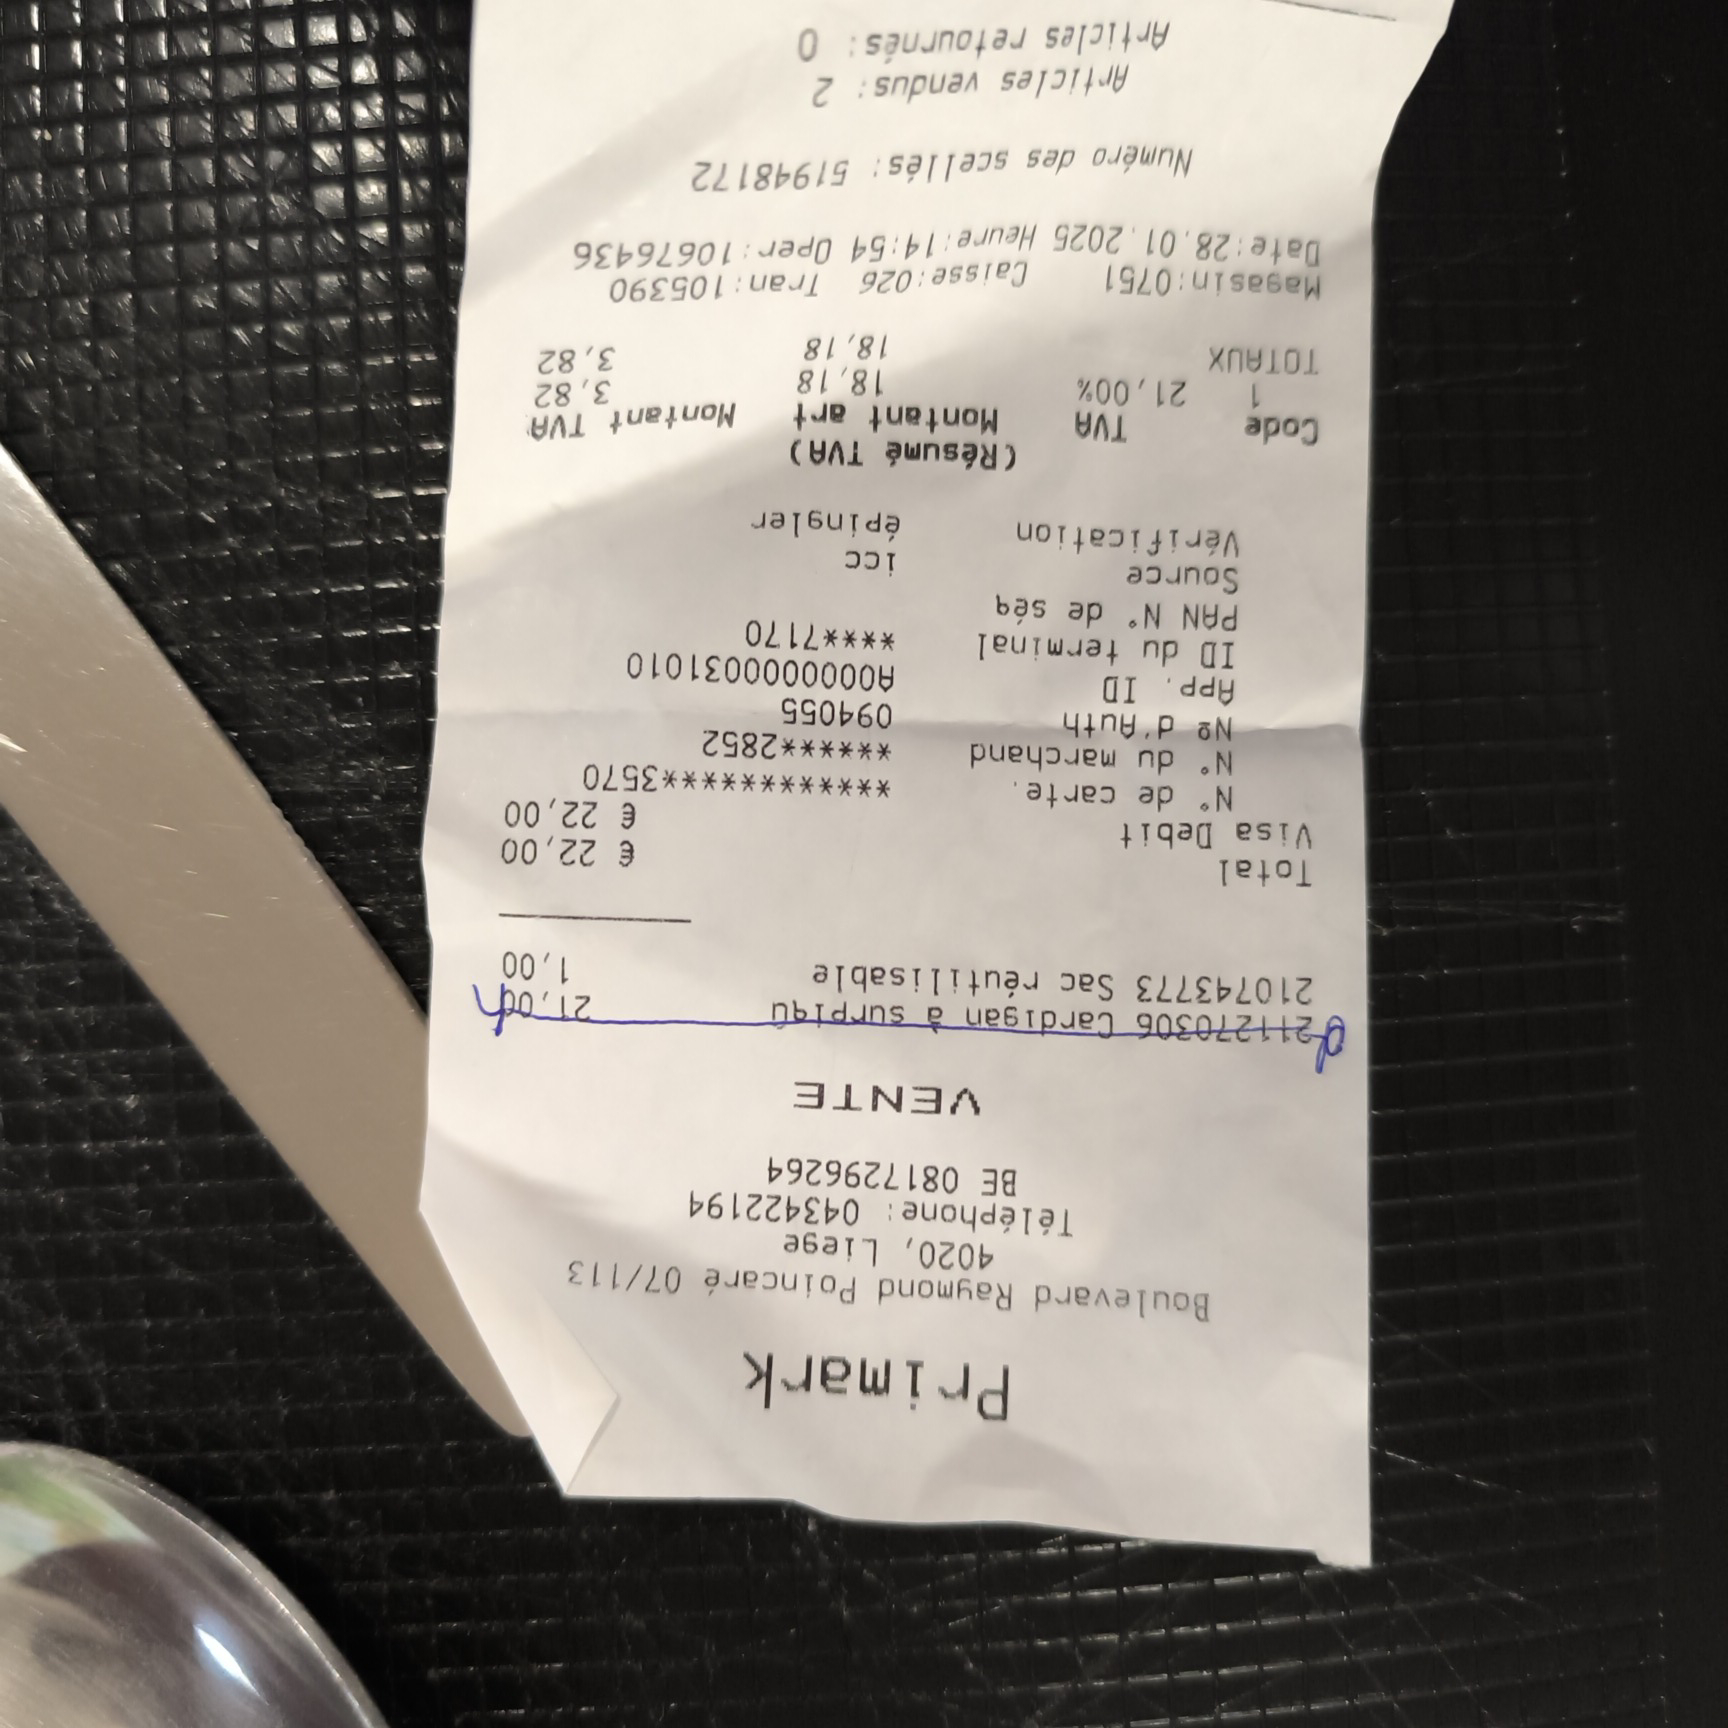 Primark
Boulevard Raymond Poincaré 07/113
4020, Liege
Téléphone: 043422194
BE 0817296264
VENTE
211270306 Cardigan à surpiqû 21,00
210743773 Sac réutilisable 1,00
Total € 22,00
Visa Debit € 22,00
N° de carte. **************3570
N° du marchand ******2852
Nº d'Auth 094055
App. ID A0000000031010
ID du terminal ****7170
PAN N° de séq
Source icc
Vérification épingler
(Résumé TVA)
Code TVA Montant art Montant TVA
1 21,00% 18,18 3,82
TOTAUX 18,18 3,82
Magasin:0751 Caisse:026 Tran:105390
Date:28.01.2025 Heure:14:54 Oper:10676436
Numéro des scellés: 51948172
Articles vendus: 2
Articles retournés: 0